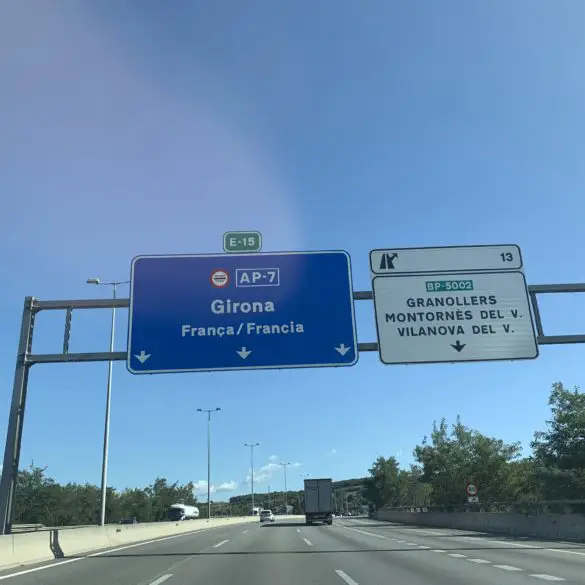 E-15
AP-7
Girona
França/Francia
13
BP-5002
GRANOLLERS
MONTORNÈS DEL V.
VILANOVA DEL V.